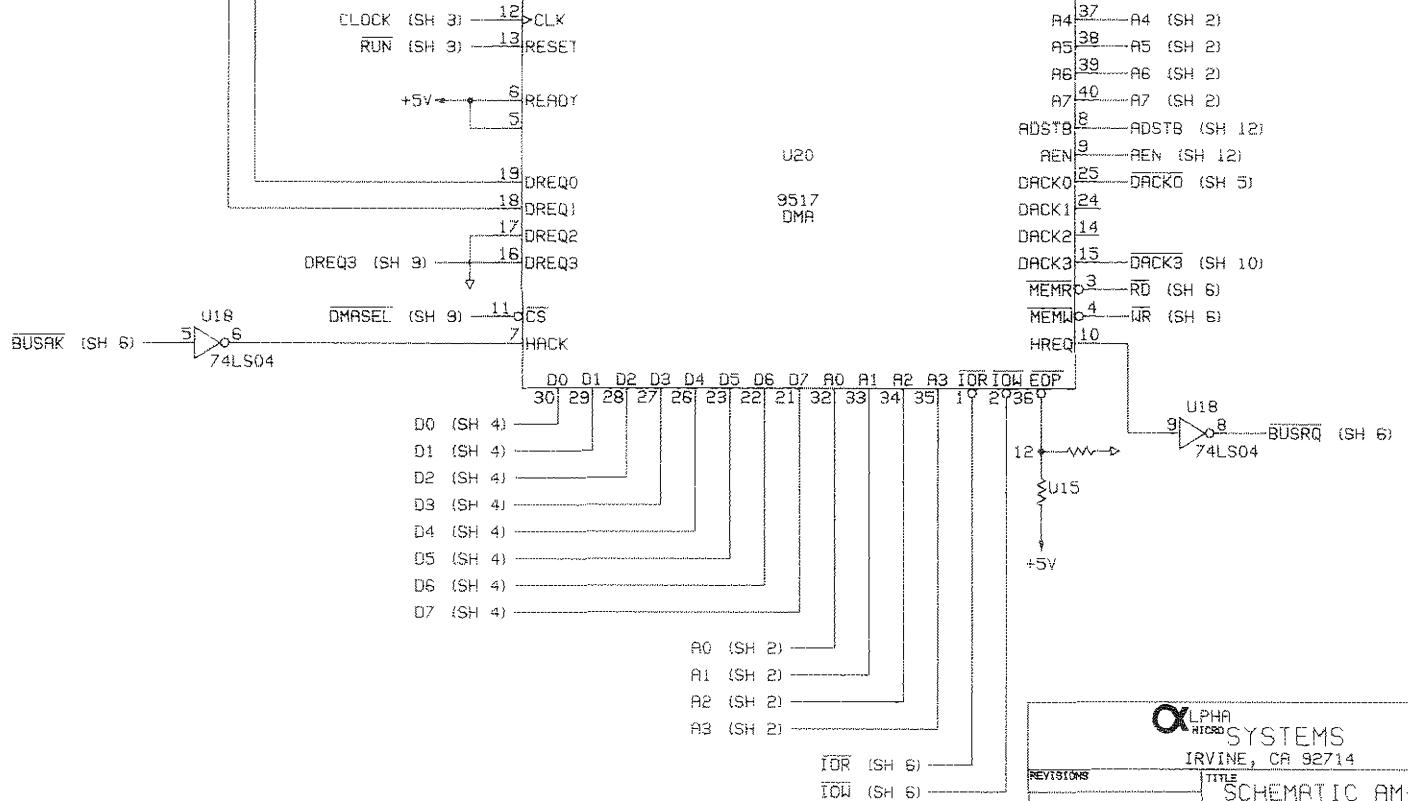 CLOCK (SH 3) 12 CLK
RUN (SH 3) 13 RESET
+5V 6 READY
5
19 DREQ0
18 DREQ1
17 DREQ2
DREQ3 (SH 9) 16 DREQ3
DMASEL (SH 9) 11 CS
U18
BUSAK (SH 6) 5 6 7 HACK
74LS04
U20
9517
DMA
A4 37 A4 (SH 2)
A5 38 A5 (SH 2)
A6 39 A6 (SH 2)
A7 40 A7 (SH 2)
ADSTB 8 ADSTB (SH 12)
AEN 9 AEN (SH 12)
DACK0 25 DACK0 (SH 5)
DACK1 24
DACK2 14
DACK3 15 DACK3 (SH 10)
MEMR 3 RD (SH 6)
MEMW 4 WR (SH 6)
HREQ 10
D0 D1 D2 D3 D4 D5 D6 D7 A0 A1 A2 A3 IOR IOW EOP
30 29 28 27 26 23 22 21 32 33 34 35 1 2 36
U18
9 8 BUSRQ (SH 6)
74LS04
12
U15
+5V
D0 (SH 4)
D1 (SH 4)
D2 (SH 4)
D3 (SH 4)
D4 (SH 4)
D5 (SH 4)
D6 (SH 4)
D7 (SH 4)
A0 (SH 2)
A1 (SH 2)
A2 (SH 2)
A3 (SH 2)
IOR (SH 6)
IOW (SH 6)
ALPHA
MICRO SYSTEMS
IRVINE, CA 92714
REVISIONS
TITLE
SCHEMATIC AM-